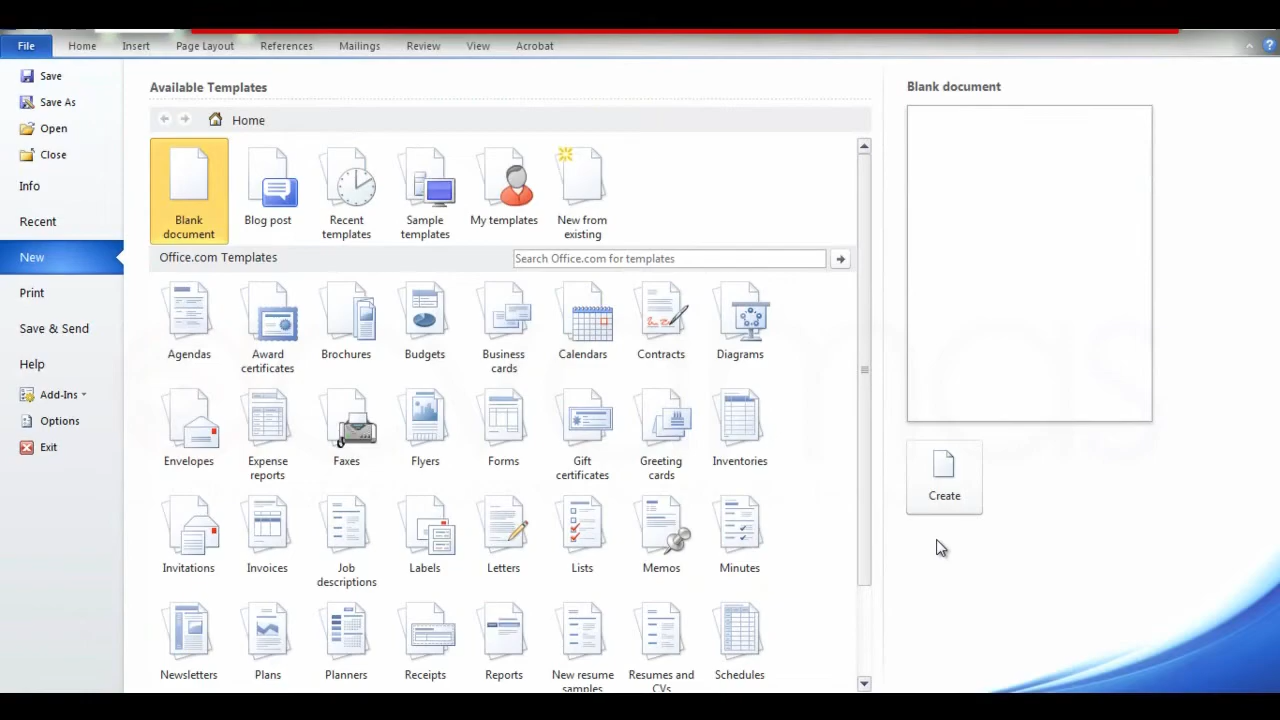 File Home Insert Page Layout References Mailings Review View Acrobat
Save
Save As
Open
Close
Info
Recent
New
Print
Save & Send
Help
Add-Ins
Options
Exit
Available Templates
Home
Blank document
Blog post
Recent templates
Sample templates
My templates
New from existing
Office.com Templates
Search Office.com for templates
Agendas
Award certificates
Brochures
Budgets
Business cards
Calendars
Contracts
Diagrams
Envelopes
Expense reports
Faxes
Flyers
Forms
Gift certificates
Greeting cards
Inventories
Invitations
Invoices
Job descriptions
Labels
Letters
Lists
Memos
Minutes
Newsletters
Plans
Planners
Receipts
Reports
New resume samples
Resumes and CVs
Schedules
Blank document
Create